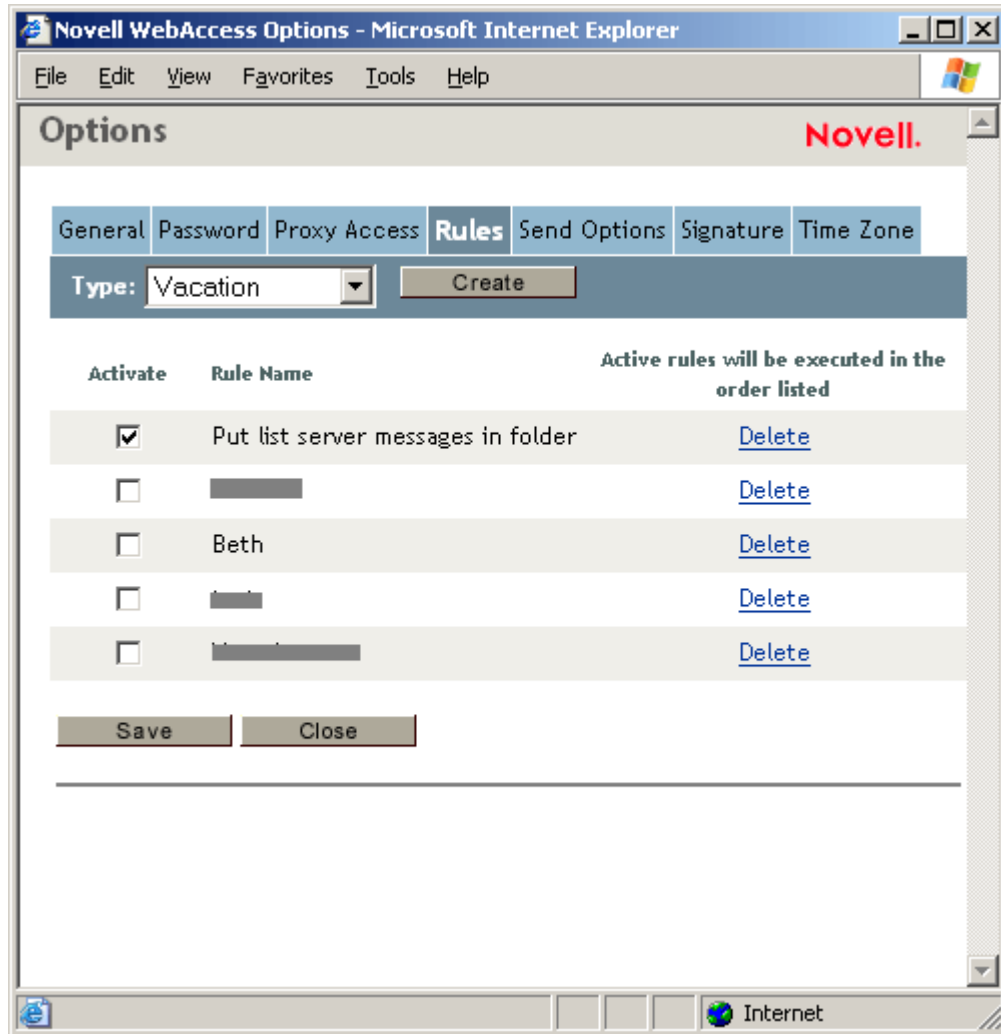 Novell WebAccess Options - Microsoft Internet Explorer
File Edit View Favorites Tools Help
Options Novell.
General Password Proxy Access Rules Send Options Signature Time Zone
Type: Vacation Create
Activate Rule Name Active rules will be executed in the
order listed
Put list server messages in folder Delete
Delete
Beth Delete
Delete
Delete
Save Close
Internet